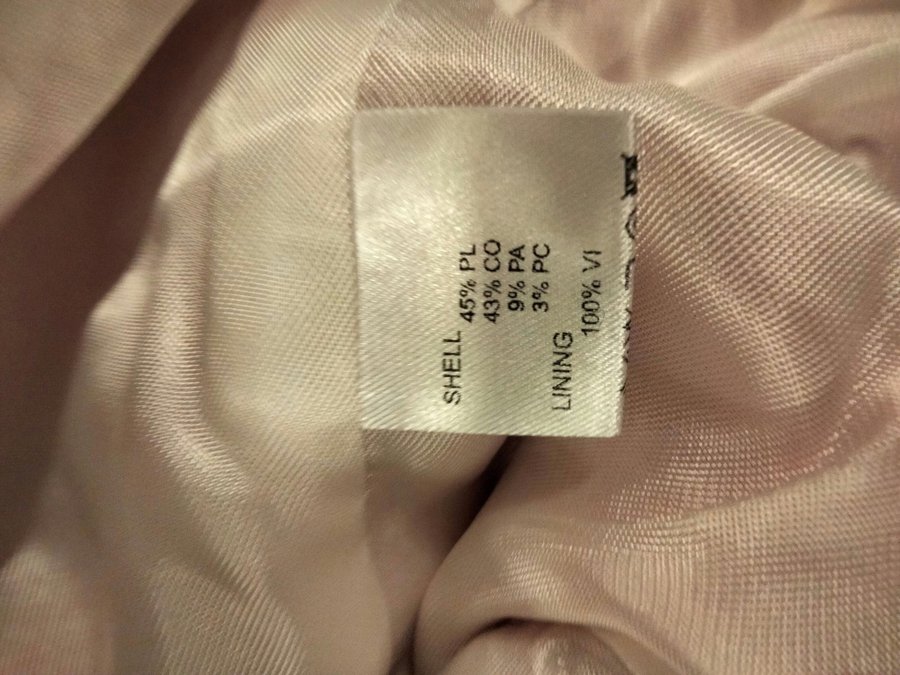 SHELL
45% PL
43% CO
9% PA
3% PC
LINING
100% VI